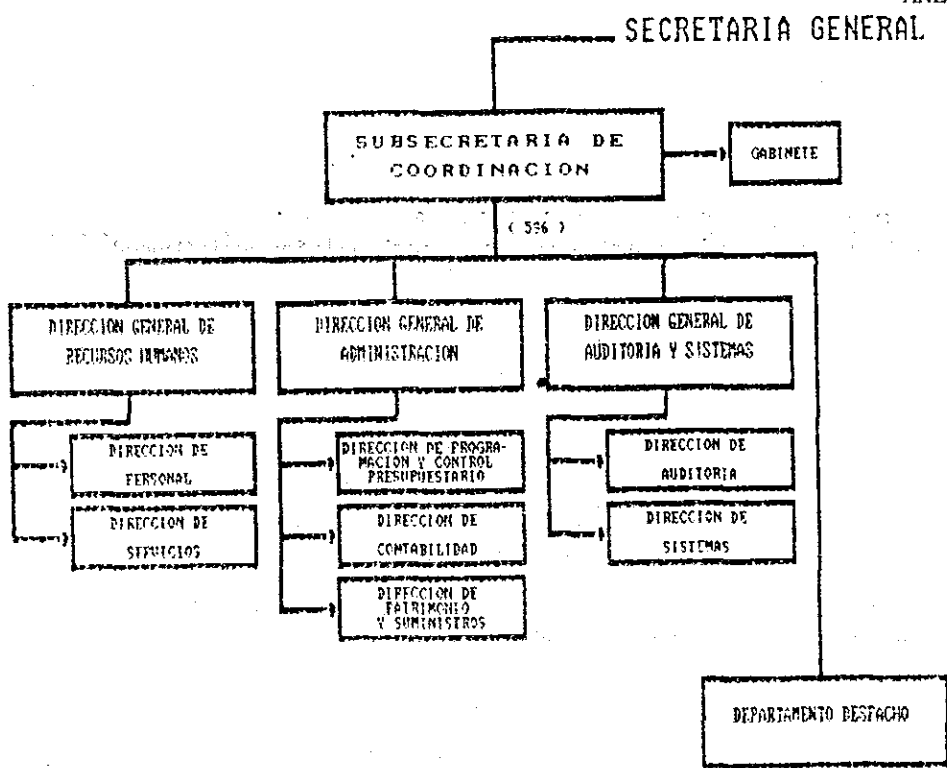 SECRETARIA GENERAL
SUBSECRETARIA DE
COORDINACION
GABINETE
( 596 )
DIRECCION GENERAL DE
RECURSOS HUMANOS
DIRECCION GENERAL DE
ADMINISTRACION
DIRECCION GENERAL DE
AUDITORIA Y SISTEMAS
DIRECCION DE
PERSONAL
DIRECCION DE
SERVICIOS
DIRECCION DE PROGRA-
MACION Y CONTROL
PRESUPUESTARIO
DIRECCION DE
CONTABILIDAD
DIRECCION DE
PATRIMONIO
Y SUMINISTROS
DIRECCION DE
AUDITORIA
DIRECCION DE
SISTEMAS
DEPARTAMENTO DESPACHO